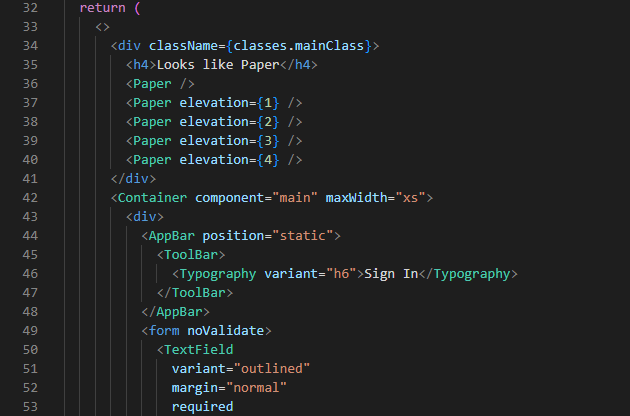 32 return (
33 <>
34 <div className={classes.mainClass}>
35 <h4>Looks like Paper</h4>
36 <Paper />
37 <Paper elevation={1} />
38 <Paper elevation={2} />
39 <Paper elevation={3} />
40 <Paper elevation={4} />
41 </div>
42 <Container component="main" maxWidth="xs">
43 <div>
44 <AppBar position="static">
45 <ToolBar>
46 <Typography variant="h6">Sign In</Typography>
47 </ToolBar>
48 </AppBar>
49 <form noValidate>
50 <TextField
51 variant="outlined"
52 margin="normal"
53 required